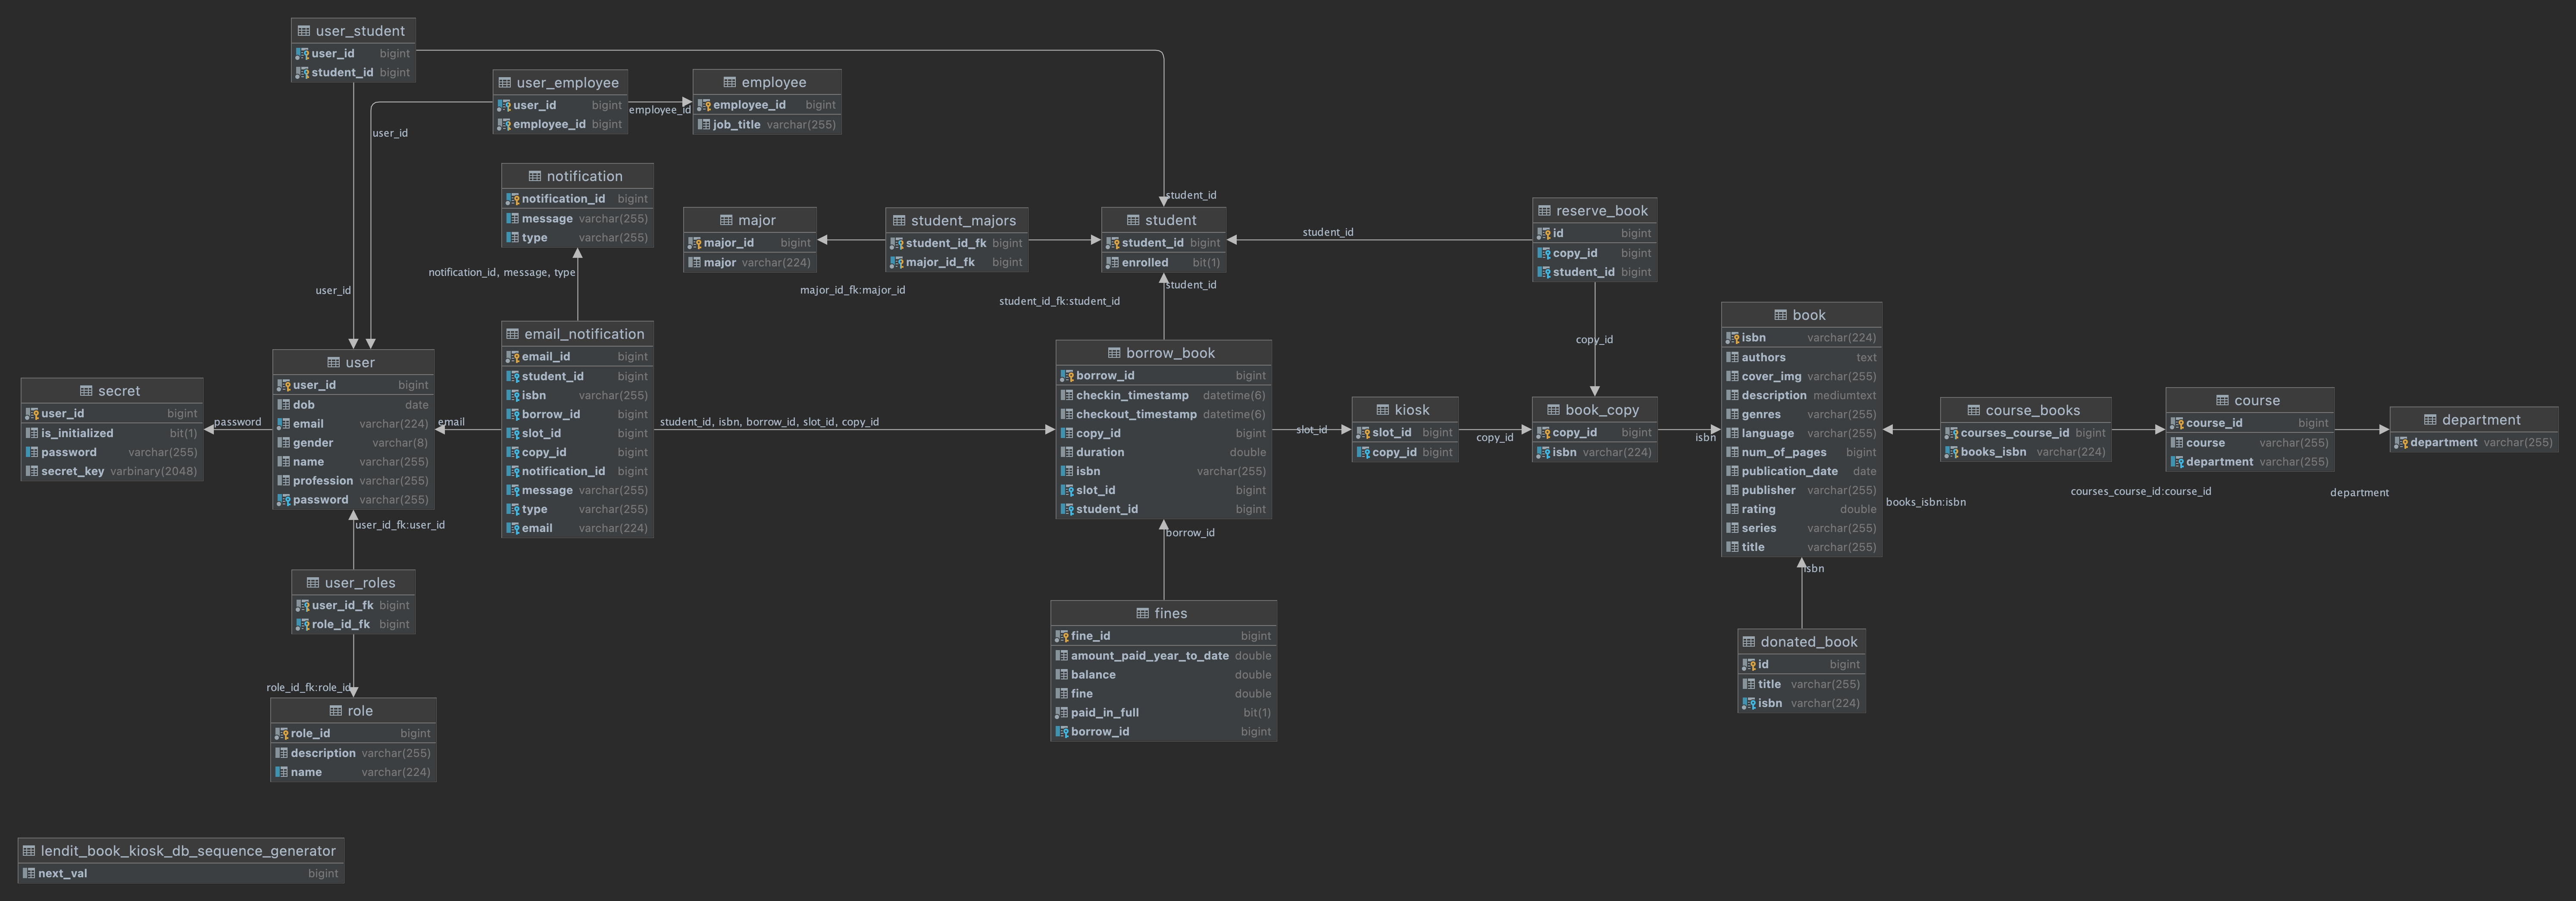 user_student
user_id bigint
student_id bigint
user_employee
user_id bigint
employee_id bigint
employee_id
employee
employee_id bigint
job_title varchar(255)
user_id
notification
notification_id bigint
message varchar(255)
type varchar(255)
notification_id, message, type
major
major_id bigint
major varchar(224)
student_majors
student_id_fk bigint
major_id_fk bigint
major_id_fk:major_id
student_id_fk:student_id
student_id
student
student_id bigint
enrolled bit(1)
student_id
student_id
reserve_book
id bigint
copy_id bigint
student_id bigint
copy_id
user_id
secret
user_id bigint
is_initialized bit(1)
password varchar(255)
secret_key varbinary(2048)
password
user
user_id bigint
dob date
email varchar(224)
gender varchar(8)
name varchar(255)
profession varchar(255)
password varchar(255)
email
email_notification
email_id bigint
student_id bigint
isbn varchar(255)
borrow_id bigint
slot_id bigint
copy_id bigint
notification_id bigint
message varchar(255)
type varchar(255)
email varchar(224)
student_id, isbn, borrow_id, slot_id, copy_id
borrow_book
borrow_id bigint
checkin_timestamp datetime(6)
checkout_timestamp datetime(6)
copy_id bigint
duration double
isbn varchar(255)
slot_id bigint
student_id bigint
slot_id
kiosk
slot_id bigint
copy_id bigint
copy_id
book_copy
copy_id bigint
isbn varchar(224)
isbn
book
isbn varchar(224)
authors text
cover_img varchar(255)
description mediumtext
genres varchar(255)
language varchar(255)
num_of_pages bigint
publication_date date
publisher varchar(255)
rating double
series varchar(255)
title varchar(255)
books_isbn:isbn
course_books
courses_course_id bigint
books_isbn varchar(224)
courses_course_id:course_id
course
course_id bigint
course varchar(255)
department varchar(255)
department
department
department varchar(255)
user_id_fk:user_id
user_roles
user_id_fk bigint
role_id_fk bigint
role_id_fk:role_id
role
role_id bigint
description varchar(255)
name varchar(224)
borrow_id
fines
fine_id bigint
amount_paid_year_to_date double
balance double
fine double
paid_in_full bit(1)
borrow_id bigint
isbn
donated_book
id bigint
title varchar(255)
isbn varchar(224)
lendit_book_kiosk_db_sequence_generator
next_val bigint